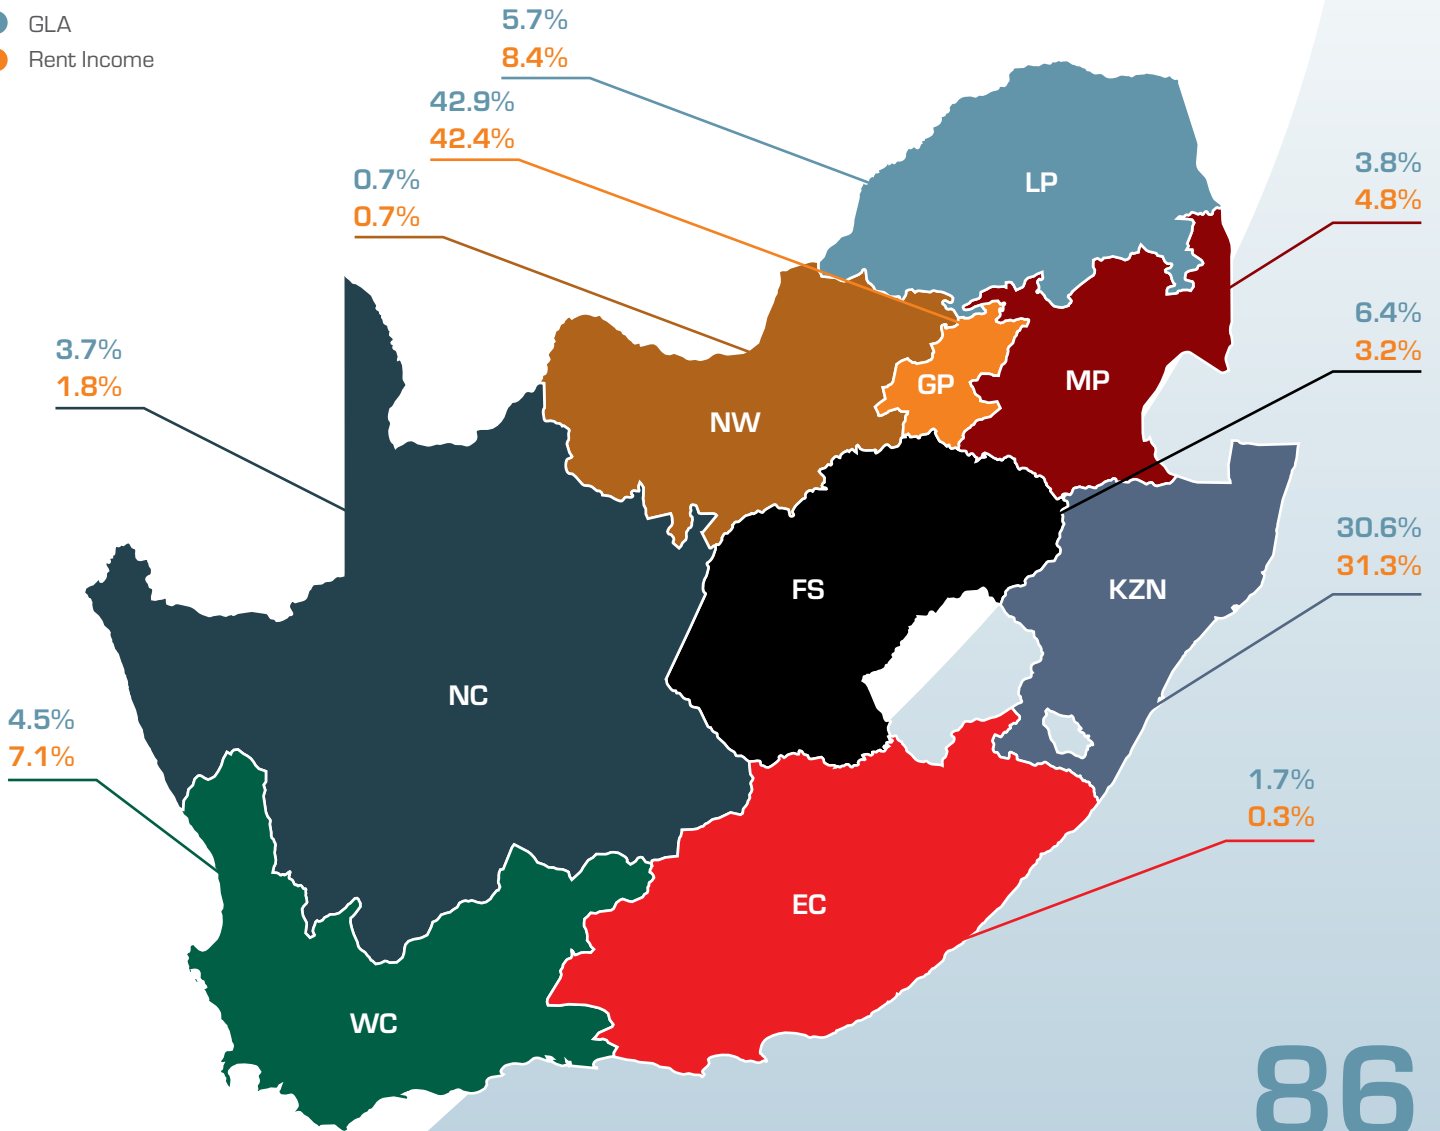 GLA
Rent Income
5.7%
8.4%
42.9%
42.4%
0.7%
0.7%
3.7%
1.8%
4.5%
7.1%
3.8%
4.8%
6.4%
3.2%
30.6%
31.3%
1.7%
0.3%
LP
MP
GP
NW
FS
KZN
NC
EC
WC
86